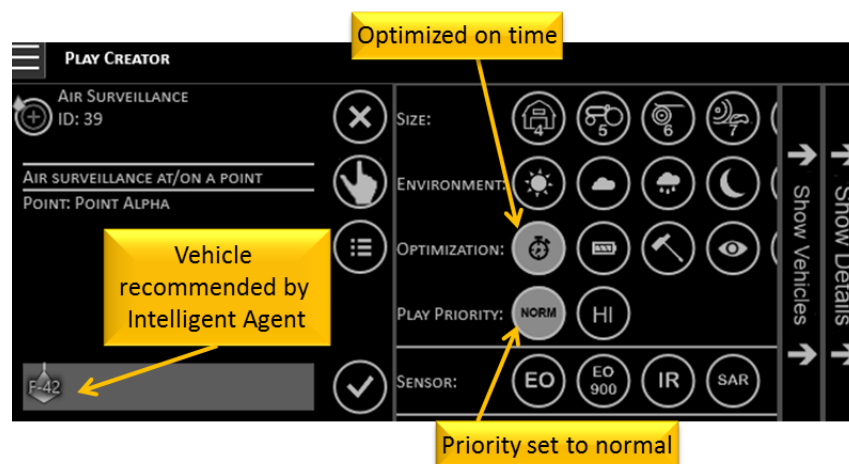 Optimized on time
PLAY CREATOR
AIR SURVEILLANCE
ID: 39
AIR SURVEILLANCE AT/ON A POINT
POINT: POINT ALPHA
Vehicle
recommended by
Intelligent Agent
F-42
SIZE:
4
5
6
7
ENVIRONMENT:
OPTIMIZATION:
PLAY PRIORITY:
NORM
HI
SENSOR:
EO
EO
900
IR
SAR
Show Vehicles
Show Details
Priority set to normal